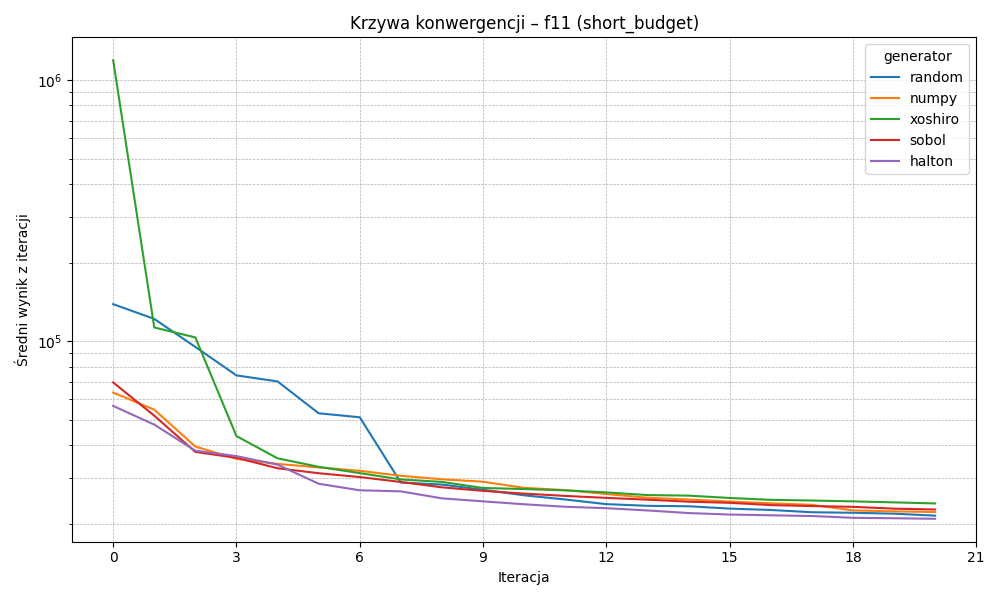 Krzywa konwergencji – f11 (short_budget)
generator
random
numpy
xoshiro
sobol
halton
10^6
10^5
Średni wynik z iteracji
0 3 6 9 12 15 18 21
Iteracja